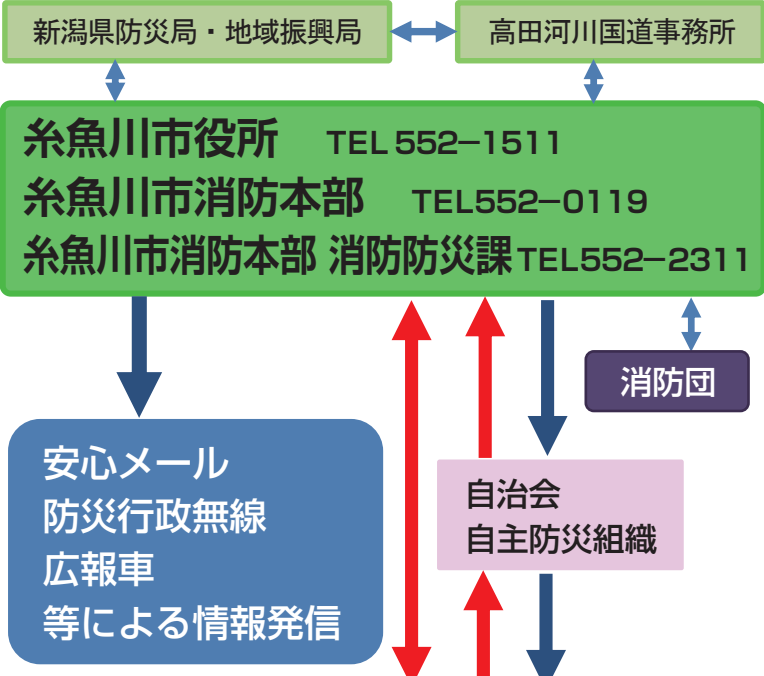 新潟県防災局・地域振興局
高田河川国道事務所
糸魚川市役所 TEL 552−1511
糸魚川市消防本部 TEL552−0119
糸魚川市消防本部 消防防災課 TEL552−2311
消防団
安心メール
防災行政無線
広報車
等による情報発信
自治会
自主防災組織